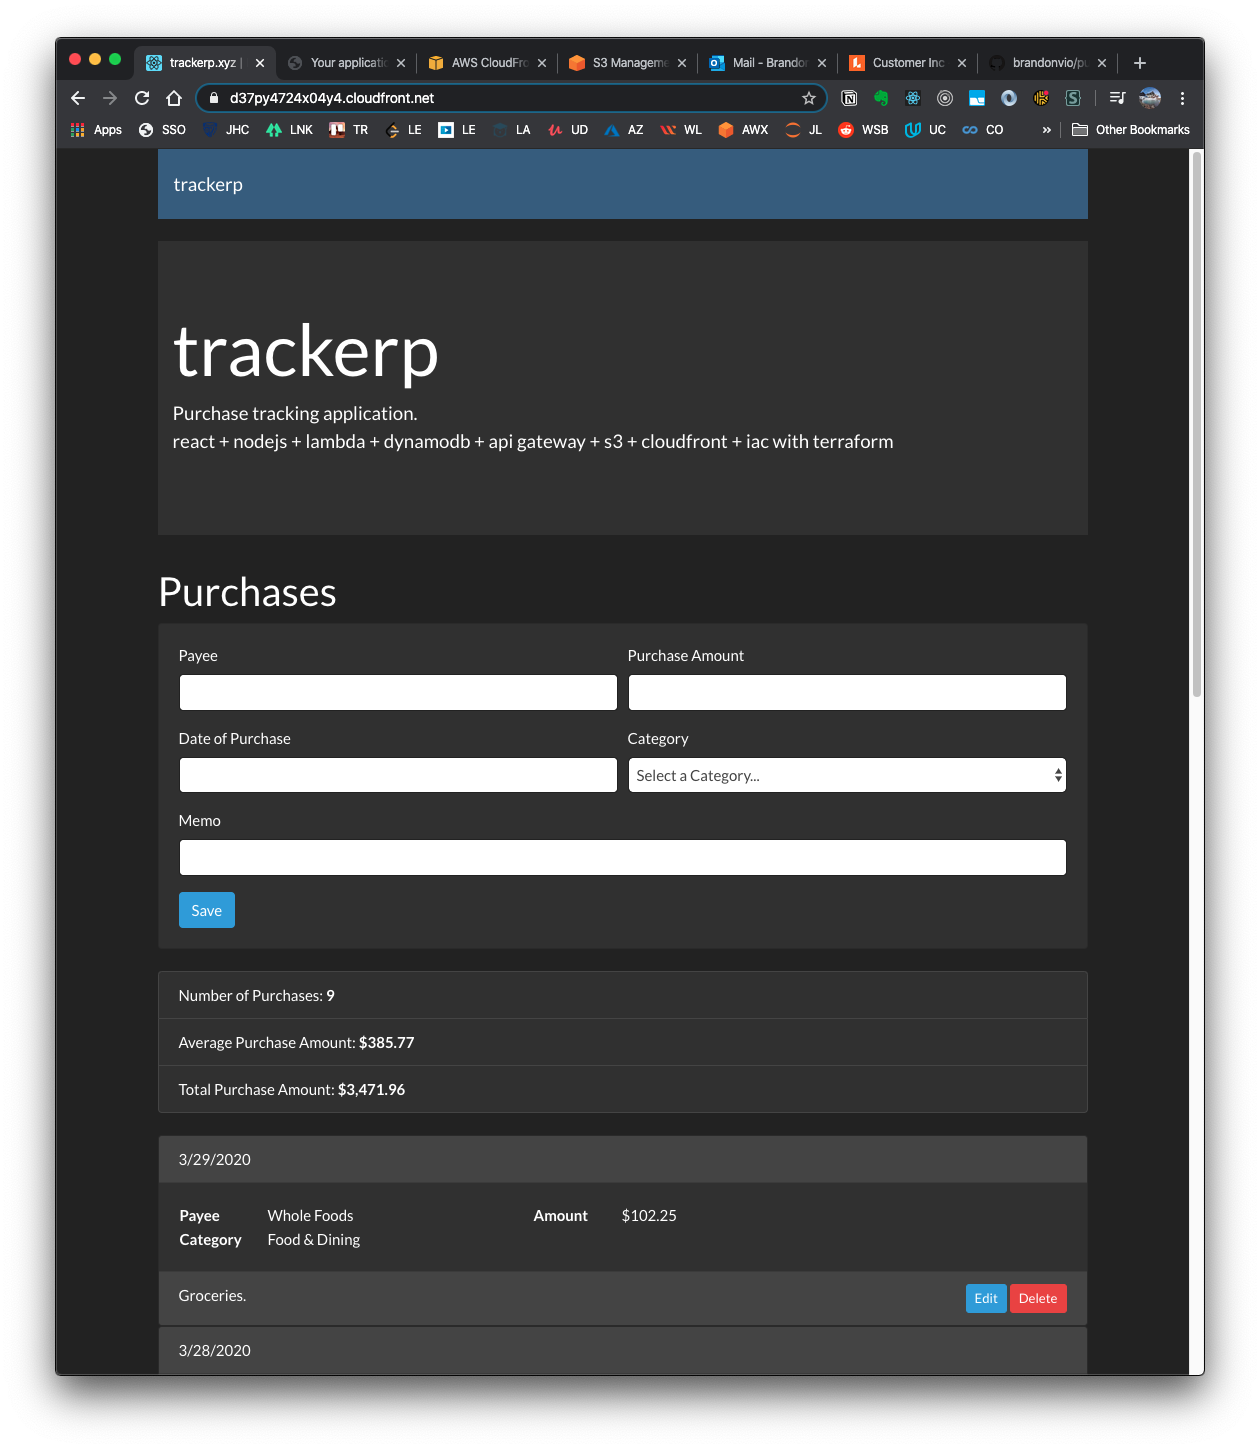 trackerp.xyz |
Your applicatio
AWS CloudFro
S3 Manageme
Mail - Brandon
Customer Inc
brandonvio/pu
d37py4724x04y4.cloudfront.net
Apps SSO JHC LNK TR LE LE LA UD AZ WL AWX JL WSB UC CO » Other Bookmarks
trackerp
trackerp
Purchase tracking application.
react + nodejs + lambda + dynamodb + api gateway + s3 + cloudfront + iac with terraform
Purchases
Payee Purchase Amount
Date of Purchase Category
Select a Category...
Memo
Save
Number of Purchases: 9
Average Purchase Amount: $385.77
Total Purchase Amount: $3,471.96
3/29/2020
Payee Whole Foods Amount $102.25
Category Food & Dining
Groceries. Edit Delete
3/28/2020